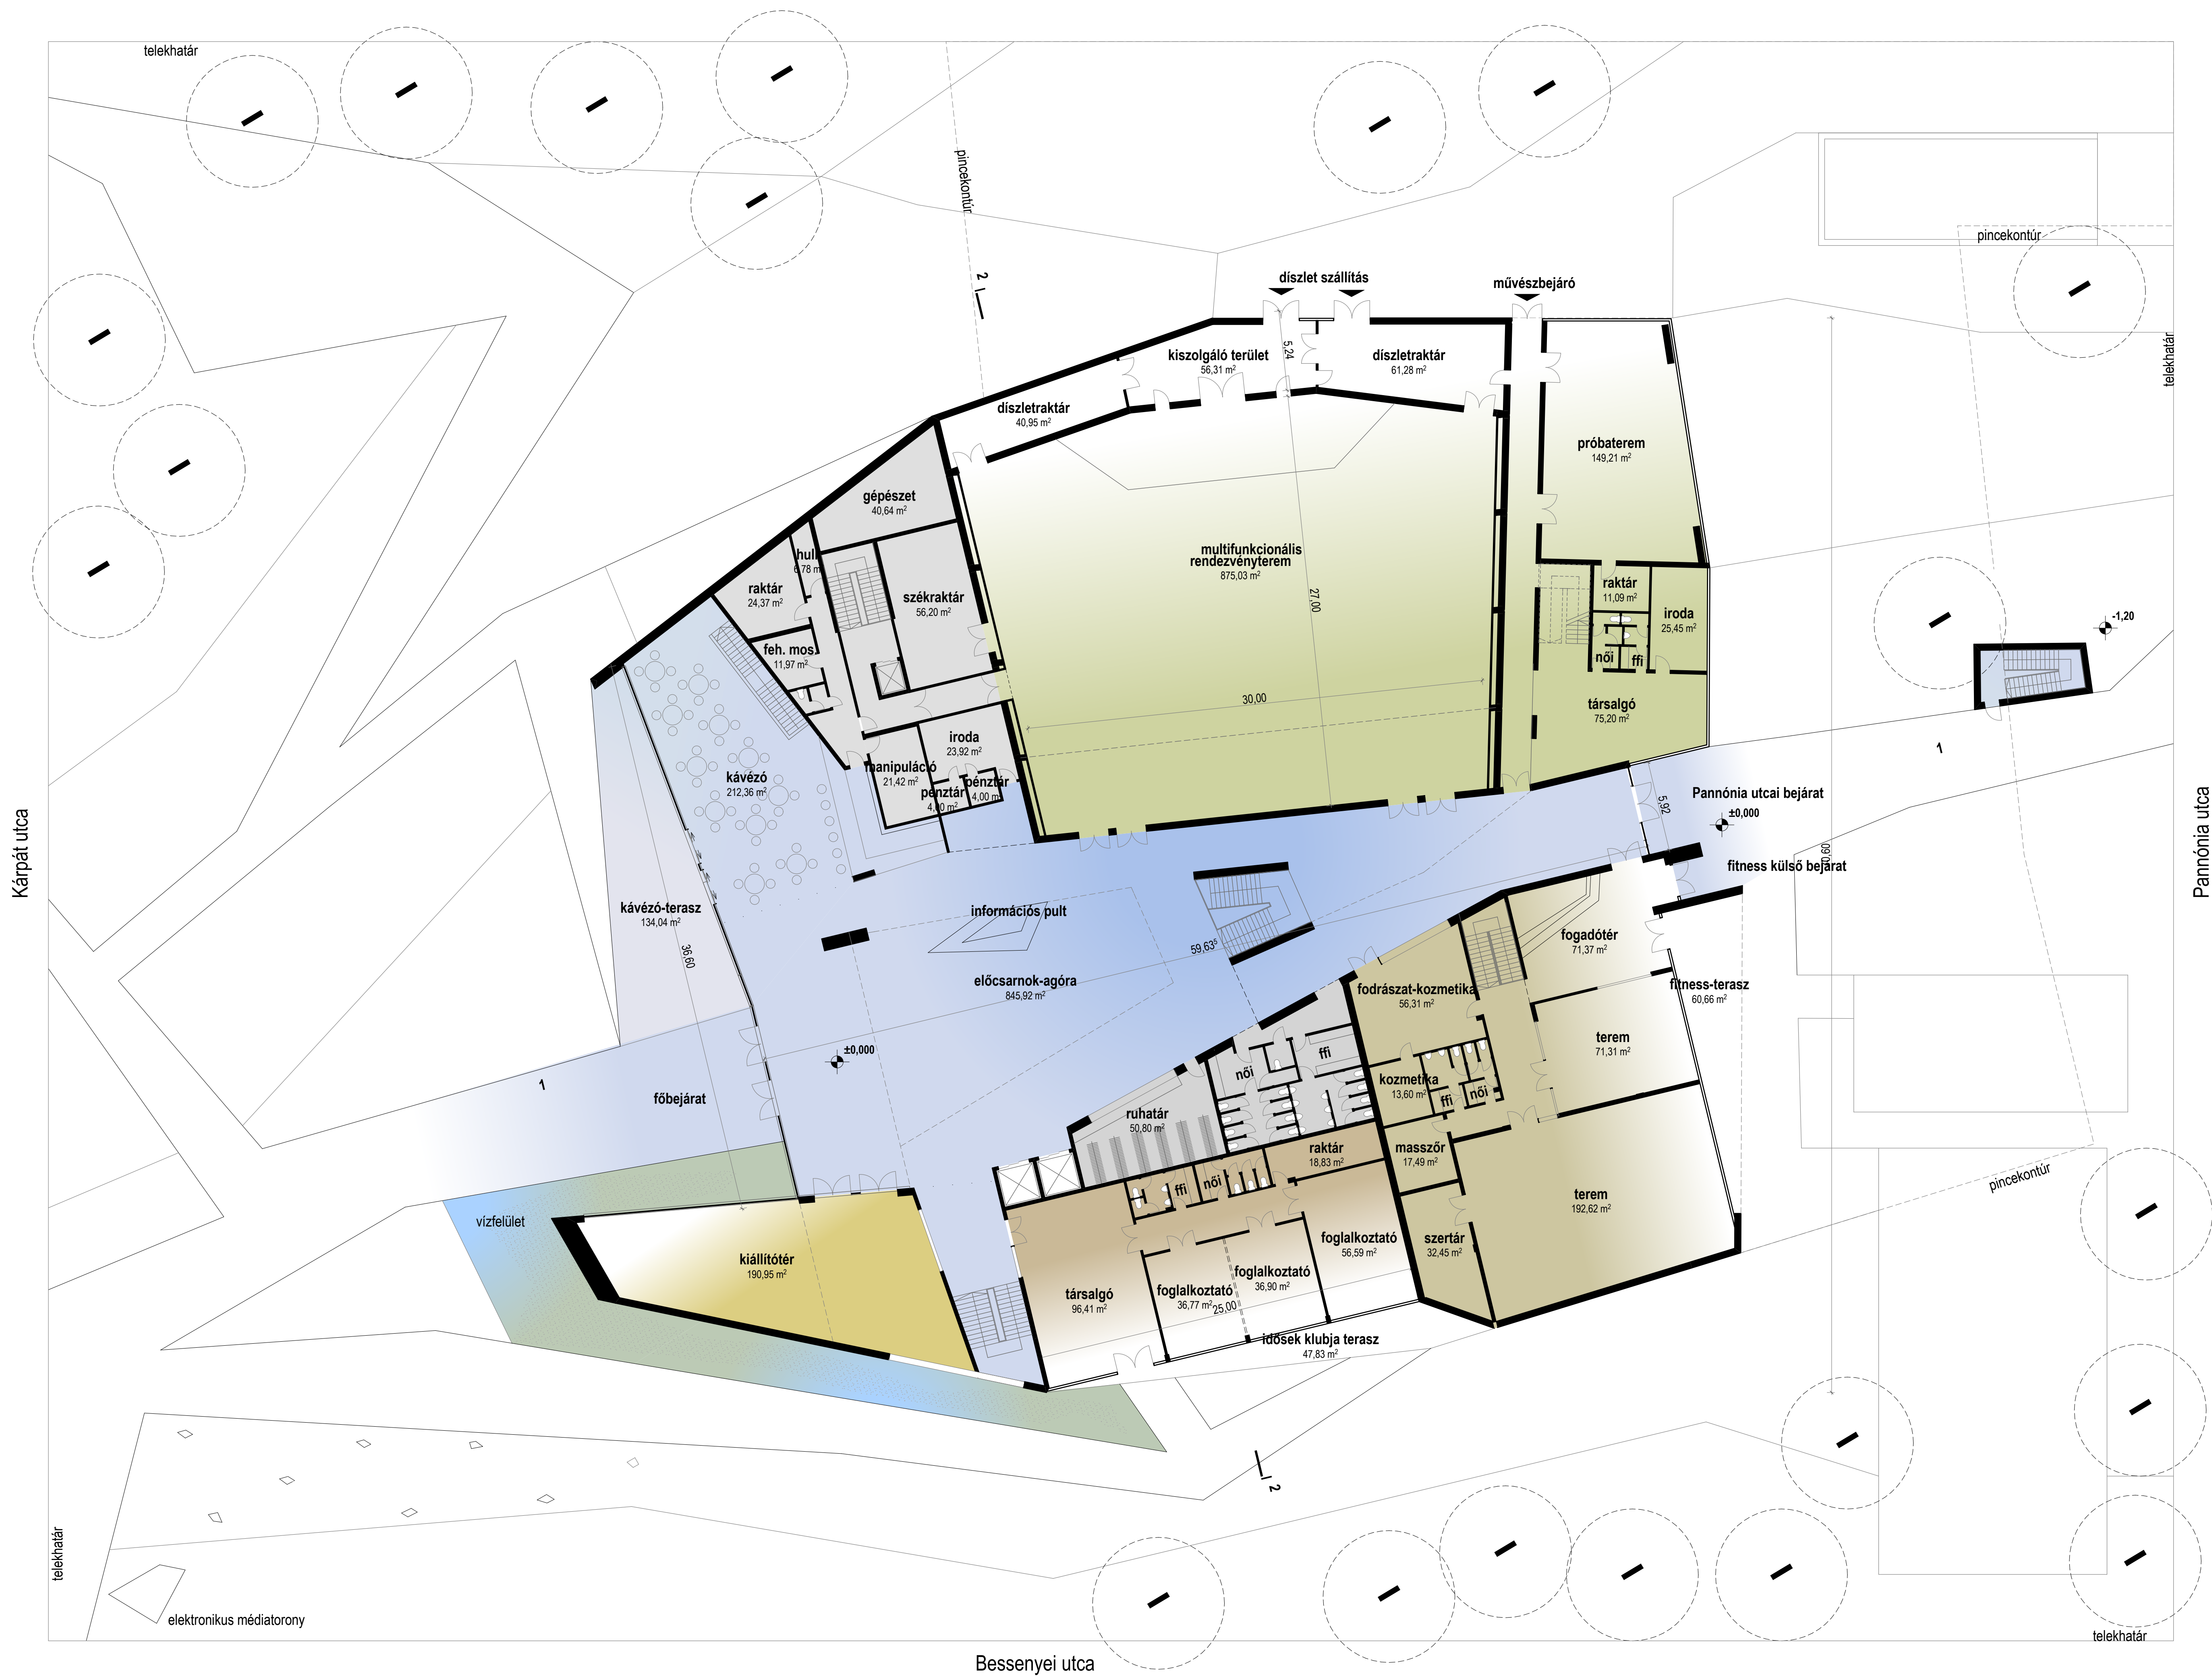 telekhatár
pincekontúr
pincekontúr
2
díszlet szállítás
művészbejáró
telekhatár
kiszolgáló terület
56,31 m²
5,24
díszletraktár
61,28 m²
díszletraktár
40,95 m²
próbaterem
149,21 m²
gépészet
40,64 m²
multifunkcionális
rendezvényterem
875,03 m²
27,00
30,00
raktár
24,37 m²
székraktár
56,20 m²
feh. mos.
11,97 m²
raktár
11,09 m²
iroda
25,45 m²
női
ffi
társalgó
75,20 m²
-1,20
1
iroda
23,92 m²
manipuláció
21,42 m²
pénztár
4,00 m²
pénztár
4,00 m
kávézó
212,36 m²
Kárpát utca
Pannónia utca
Pannónia utcai bejárat
±0,000
5,92
fitness külső bejárat
kávézó-terasz
134,04 m²
36,60
információs pult
59,63⁵
előcsarnok-agóra
845,92 m²
±0,000
fogadótér
71,37 m²
fodrászat-kozmetika
56,31 m²
fitness-terasz
60,66 m²
terem
71,31 m²
1
főbejárat
női
ffi
kozmetika
13,60 m²
ffi
női
ruhatár
50,80 m²
raktár
18,83 m²
masszőr
17,49 m²
pincekontúr
ffi
női
terem
192,62 m²
vízfelület
kiállítótér
190,95 m²
foglalkoztató
56,59 m²
szertár
32,45 m²
társalgó
96,41 m²
foglalkoztató
36,77 m²
foglalkoztató
36,90 m²
25,00
idősek klubja terasz
47,83 m²
2
telekhatár
elektronikus médiatorony
telekhatár
Bessenyei utca